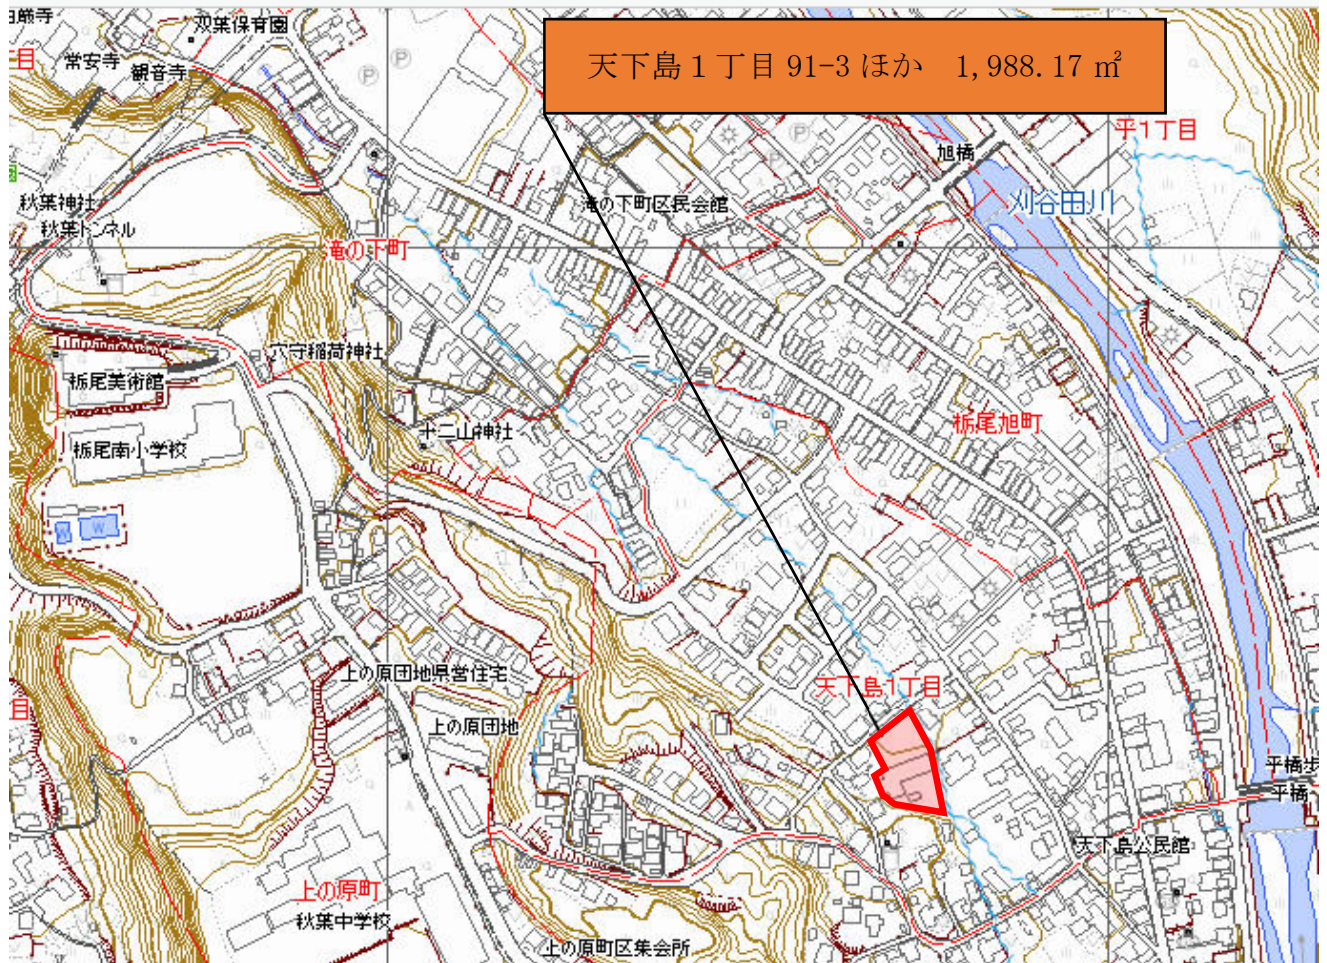 双葉保育園
常安寺
観音寺
目
天下島１丁目 91-3 ほか　1,988.17 ㎡
平1丁目
旭橋
刈谷田川
秋葉神社
秋葉トンネル
滝の下町区民会館
滝の下町
穴守稲荷神社
栃尾美術館
十二山神社
栃尾南小学校
栃尾旭町
W
W
上の原団地県営住宅
天下島1丁目
目
上の原団地
平橋歩
平橋
天下島公民館
上の原町
秋葉中学校
上の原町区集会所